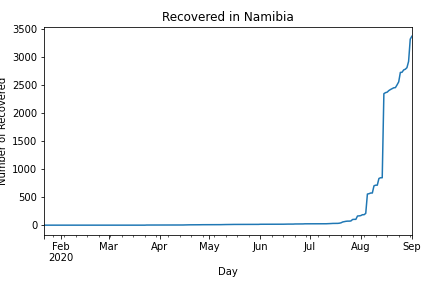 Recovered in Namibia
Number of Recovered
3500
3000
2500
2000
1500
1000
500
0
Feb
2020
Mar
Apr
May
Jun
Jul
Aug
Sep
Day